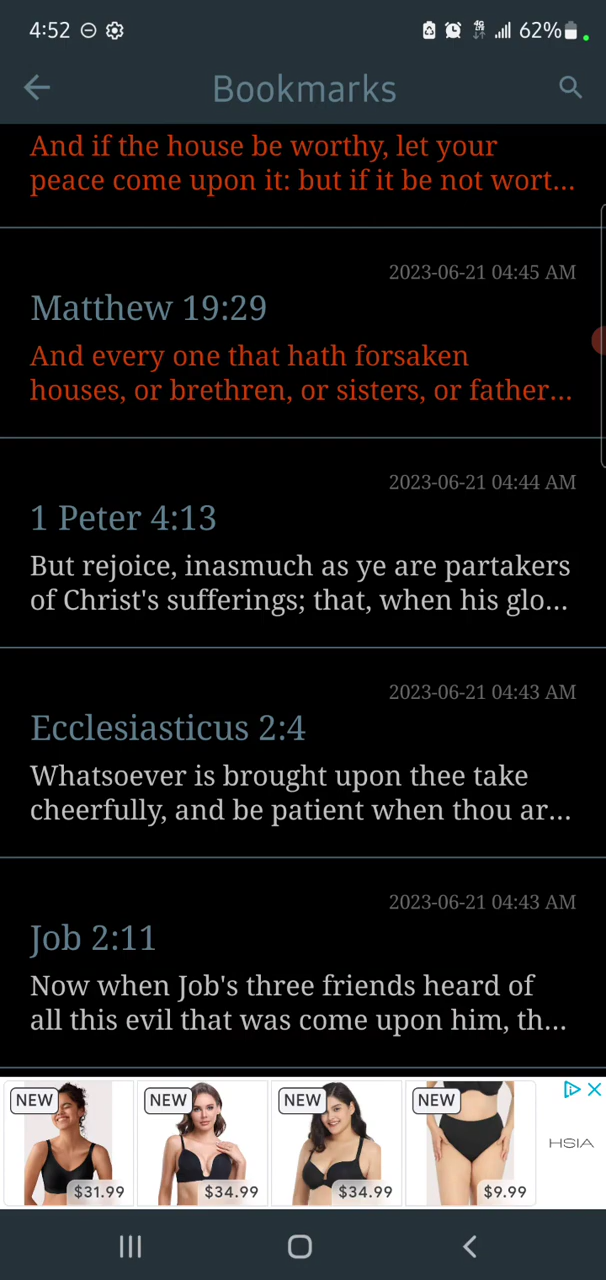 4:52
4G
62%
Bookmarks
And if the house be worthy, let your
peace come upon it: but if it be not wort...
2023-06-21 04:45 AM
Matthew 19:29
And every one that hath forsaken
houses, or brethren, or sisters, or father...
2023-06-21 04:44 AM
1 Peter 4:13
But rejoice, inasmuch as ye are partakers
of Christ's sufferings; that, when his glo...
2023-06-21 04:43 AM
Ecclesiasticus 2:4
Whatsoever is brought upon thee take
cheerfully, and be patient when thou ar...
2023-06-21 04:43 AM
Job 2:11
Now when Job's three friends heard of
all this evil that was come upon him, th...
NEW NEW NEW NEW
HSIA
$31.99 $34.99 $34.99 $9.99